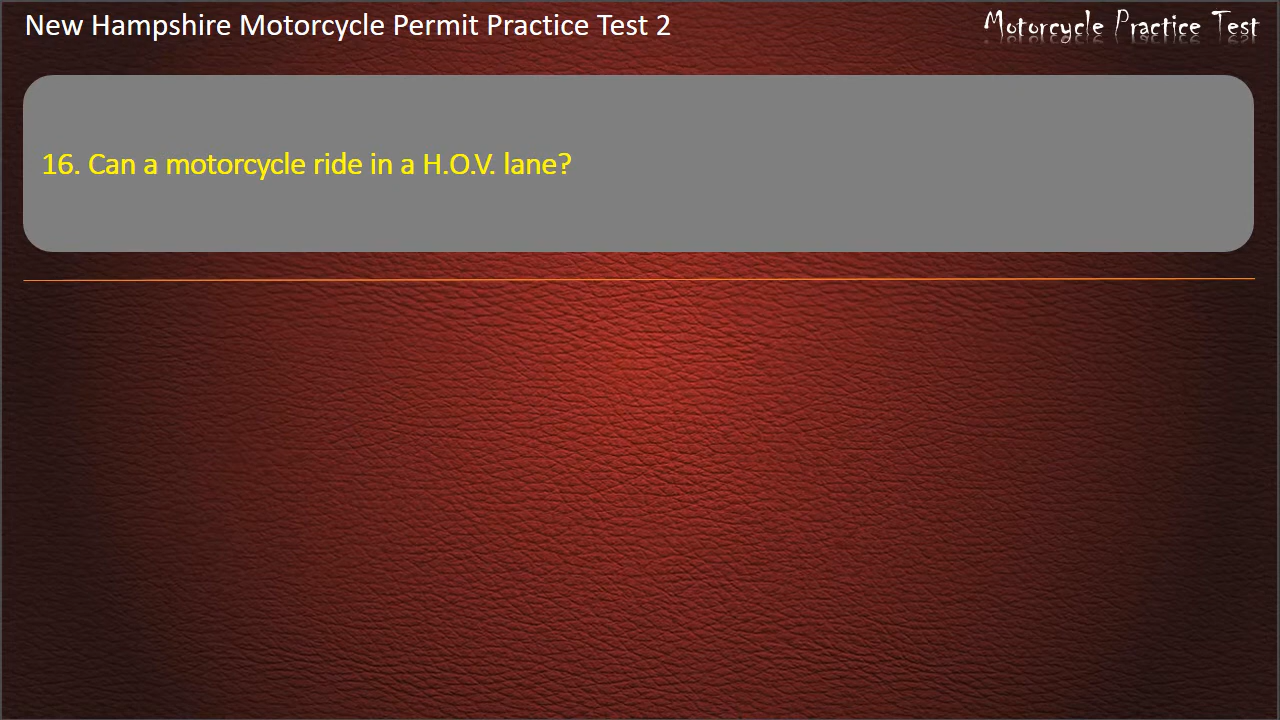 New Hampshire Motorcycle Permit Practice Test 2
Motorcycle Practice Test
16. Can a motorcycle ride in a H.O.V. lane?